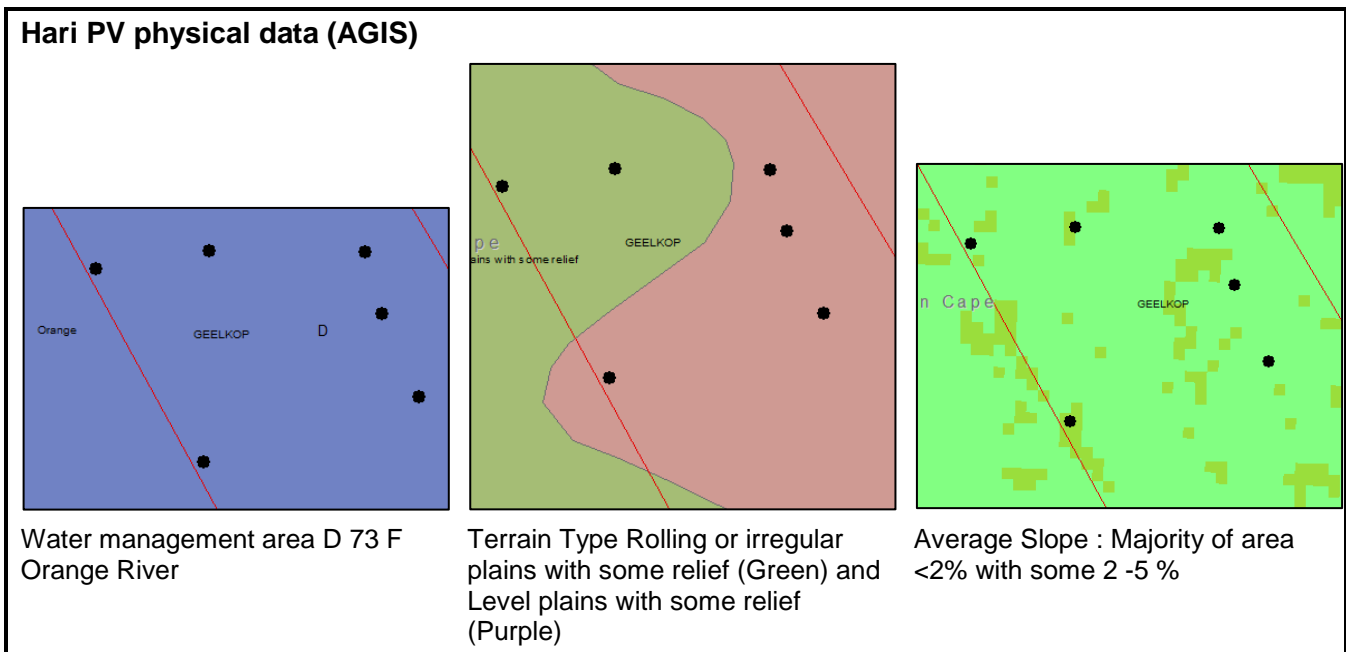 Hari PV physical data (AGIS)
Orange
GEELKOP
D
Water management area D 73 F
Orange River
pe
ains with some relief
GEELKOP
Terrain Type Rolling or irregular
plains with some relief (Green) and
Level plains with some relief
(Purple)
n Cape
GEELKOP
Average Slope : Majority of area
<2% with some 2 -5 %